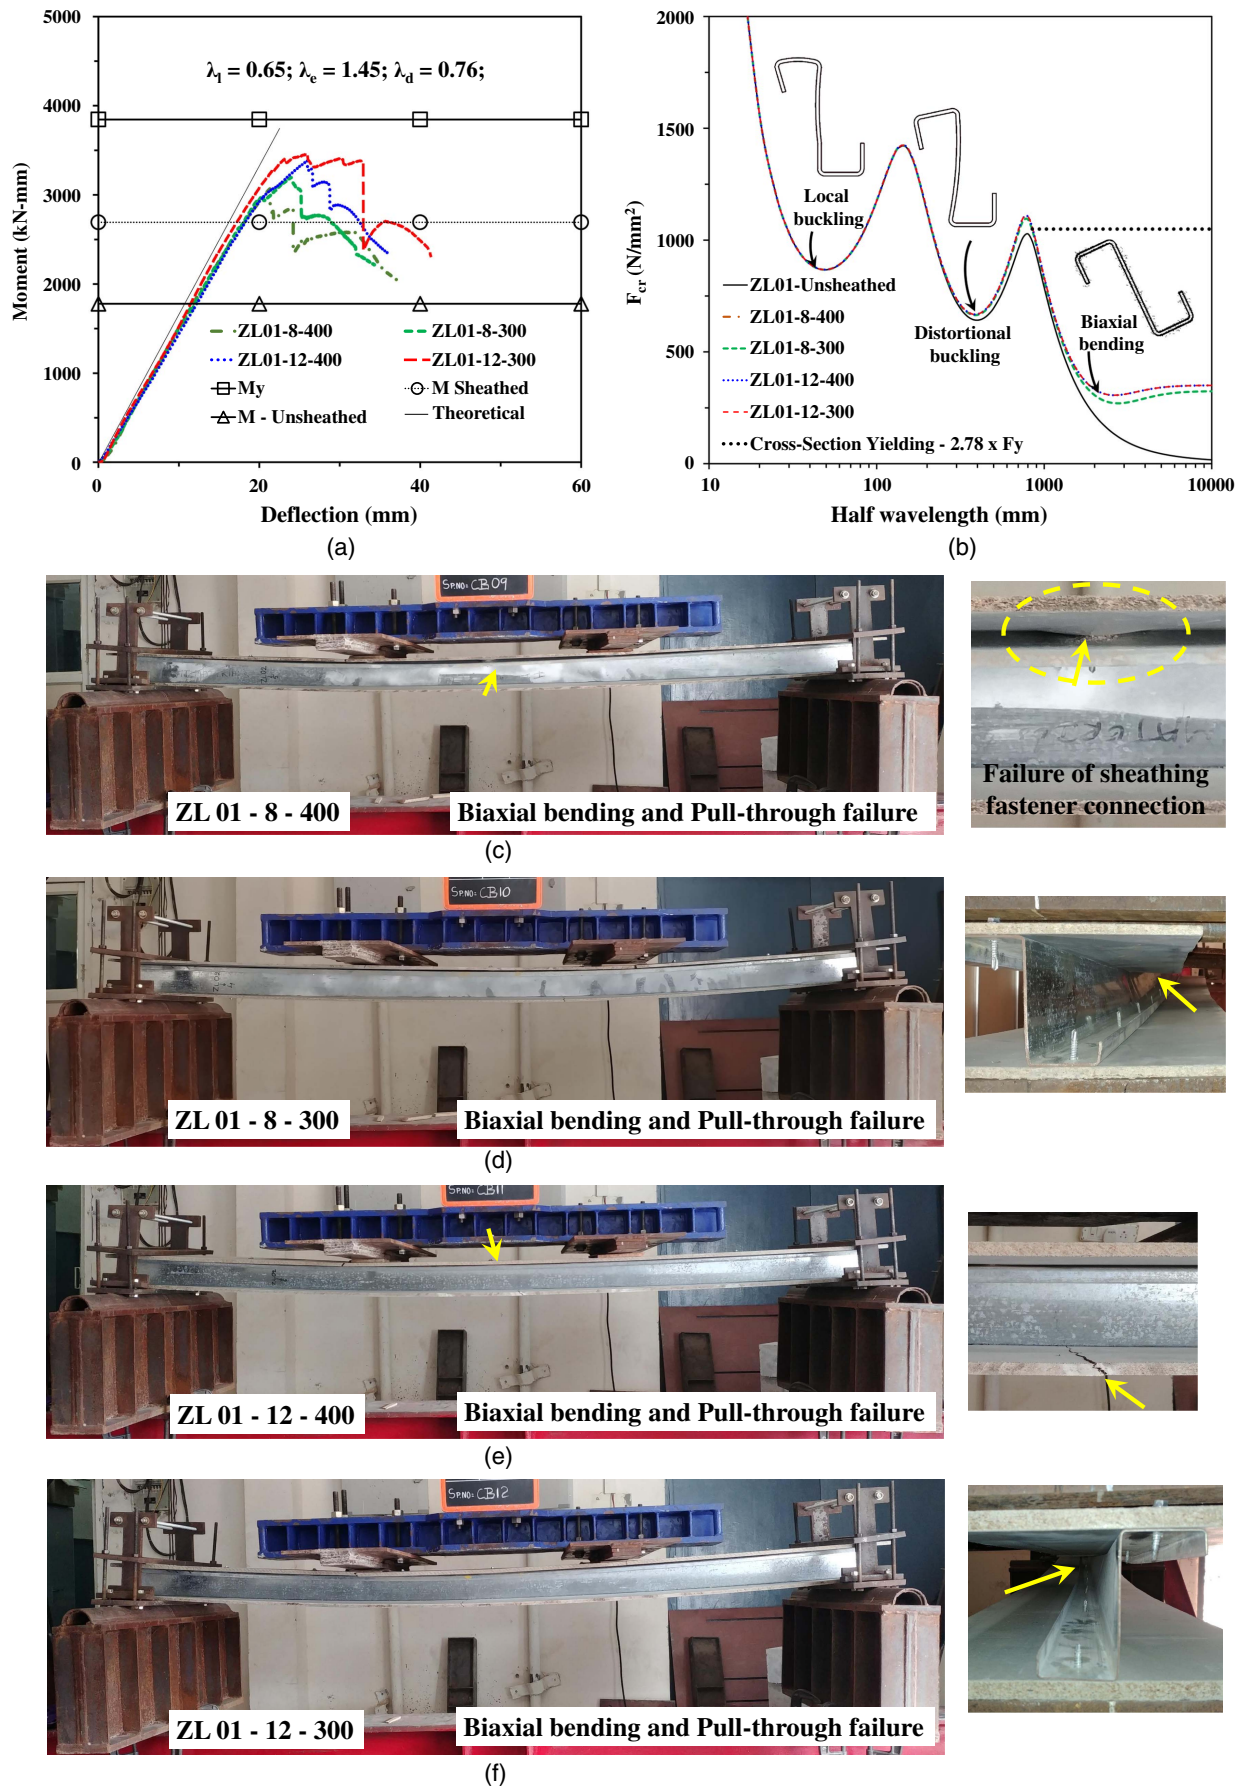 5000
4000
3000
2000
1000
0
0
20
40
60
Moment (kN-mm)
Deflection (mm)
λl = 0.65; λe = 1.45; λd = 0.76;
ZL01-8-400
ZL01-8-300
ZL01-12-400
ZL01-12-300
My
M Sheathed
M - Unsheathed
Theoretical
(a)
2000
1500
1000
500
0
10
100
1000
10000
Fcr (N/mm²)
Half wavelength (mm)
Local
buckling
Distortional
buckling
Biaxial
bending
ZL01-Unsheathed
ZL01-8-400
ZL01-8-300
ZL01-12-400
ZL01-12-300
Cross-Section Yielding - 2.78 x Fy
(b)
SP.NO: CB09
ZL 01 - 8 - 400
Biaxial bending and Pull-through failure
Failure of sheathing
fastener connection
(c)
SP.NO: CB10
ZL 01 - 8 - 300
Biaxial bending and Pull-through failure
(d)
SP.NO: CB11
ZL 01 - 12 - 400
Biaxial bending and Pull-through failure
(e)
SP.NO: CB12
ZL 01 - 12 - 300
Biaxial bending and Pull-through failure
(f)